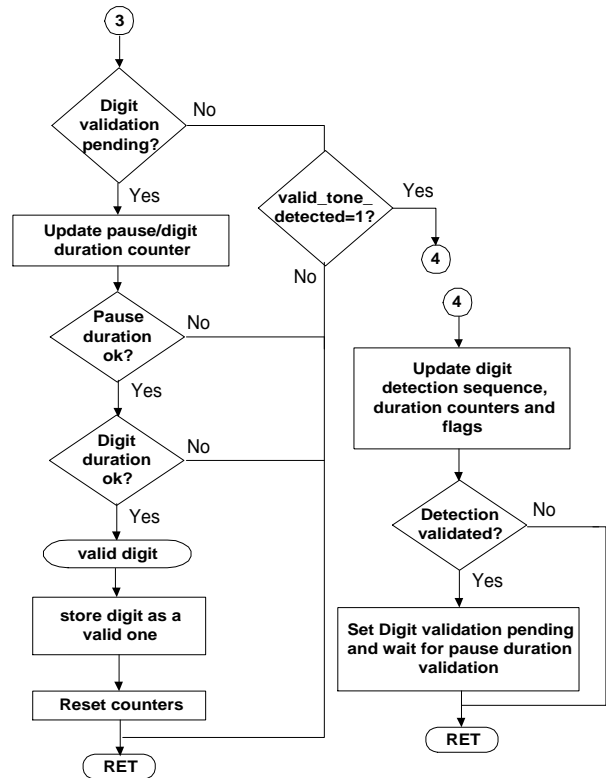 3
Digit
validation
pending?
No
Yes
valid_tone_
detected=1?
Yes
No
4
Update pause/digit
duration counter
Pause
duration
ok?
No
Yes
Digit
duration
ok?
No
Yes
valid digit
store digit as a
valid one
Reset counters
RET
4
Update digit
detection sequence,
duration counters and
flags
Detection
validated?
No
Yes
Set Digit validation pending
and wait for pause duration
validation
RET